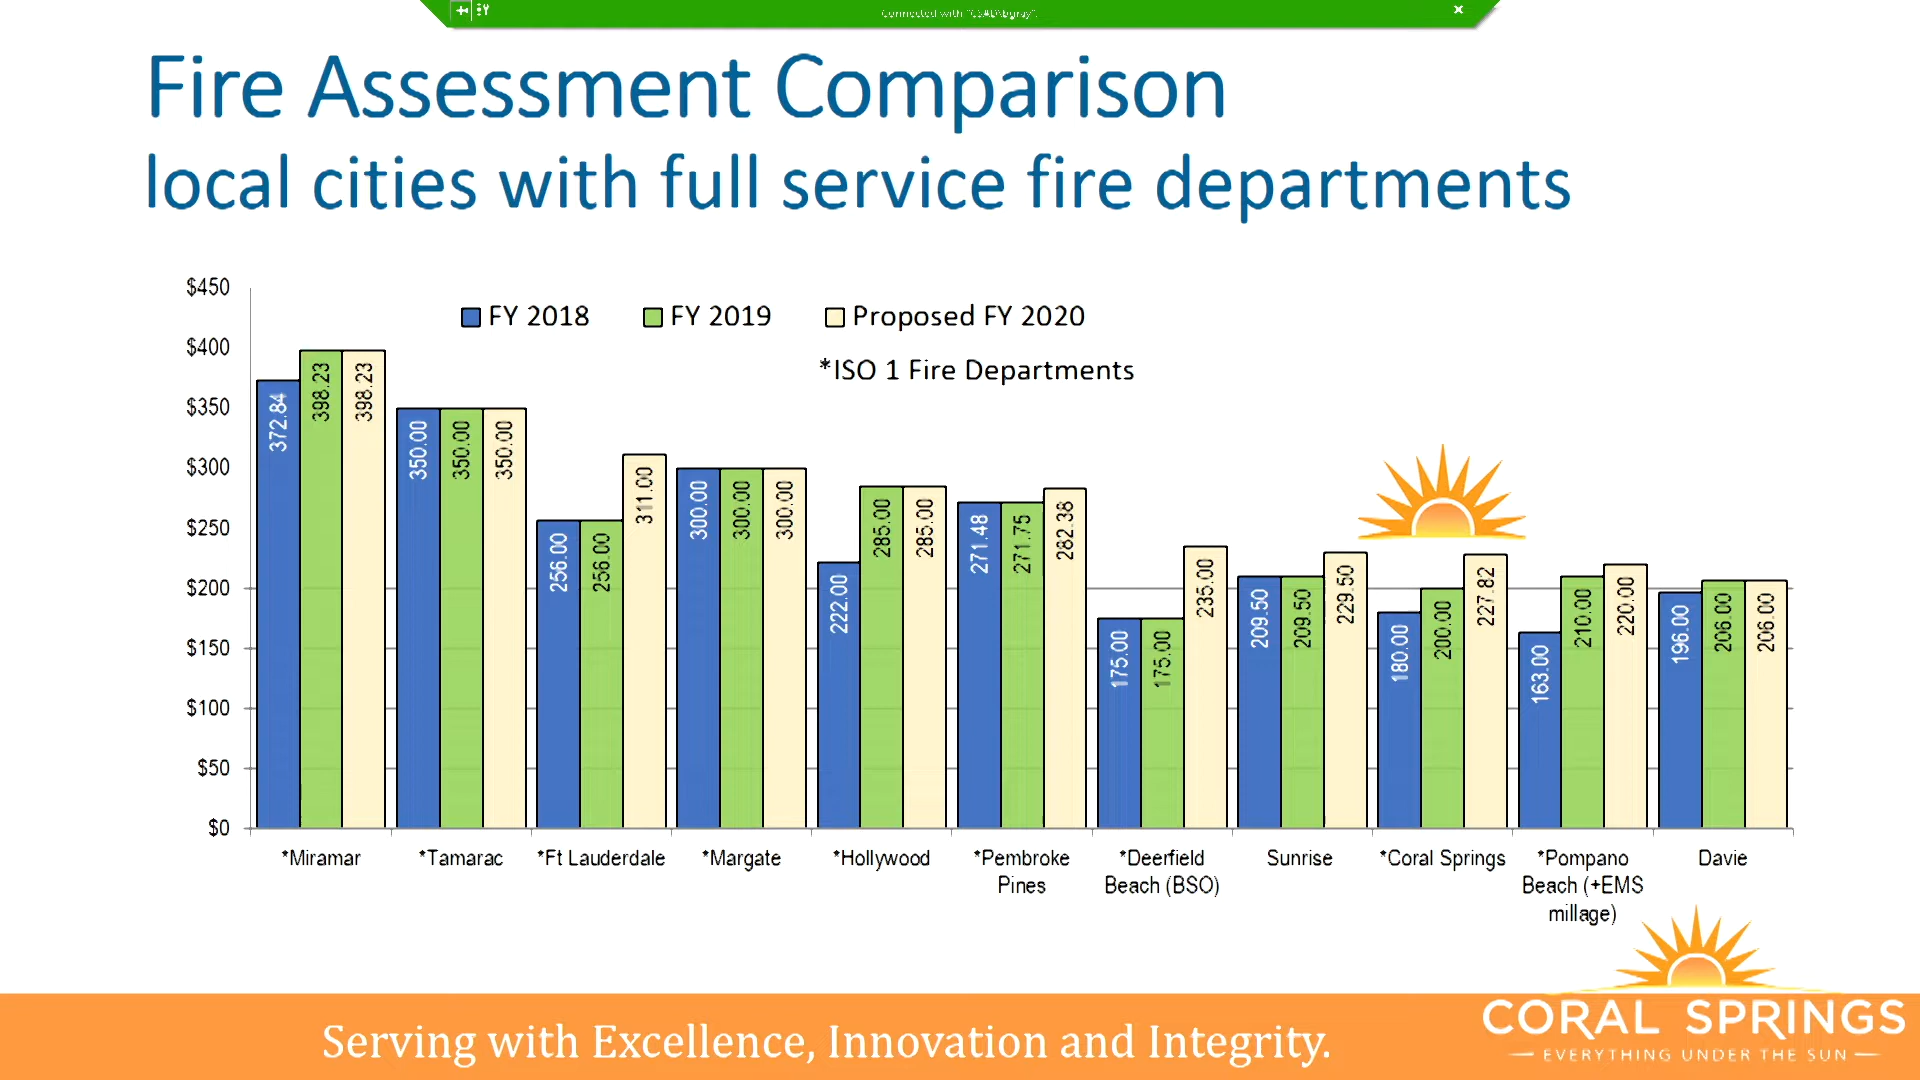 Connected with
Fire Assessment Comparison
local cities with full service fire departments
$450
$400
$350
$300
$250
$200
$150
$100
$50
$0
FY 2018 FY 2019 Proposed FY 2020
*ISO 1 Fire Departments
372.84 398.23 398.23
350.00 350.00 350.00
256.00 256.00 311.00
300.00 300.00 300.00
222.00 285.00 285.00
271.48 271.75 282.38
175.00 175.00 235.00
209.50 209.50 229.50
180.00 200.00 227.82
163.00 210.00 220.00
196.00 206.00 206.00
*Miramar
*Tamarac
*Ft Lauderdale
*Margate
*Hollywood
*Pembroke
Pines
*Deerfield
Beach (BSO)
Sunrise
*Coral Springs
*Pompano
Beach (+EMS
millage)
Davie
Serving with Excellence, Innovation and Integrity.
CORAL SPRINGS
EVERYTHING UNDER THE SUN